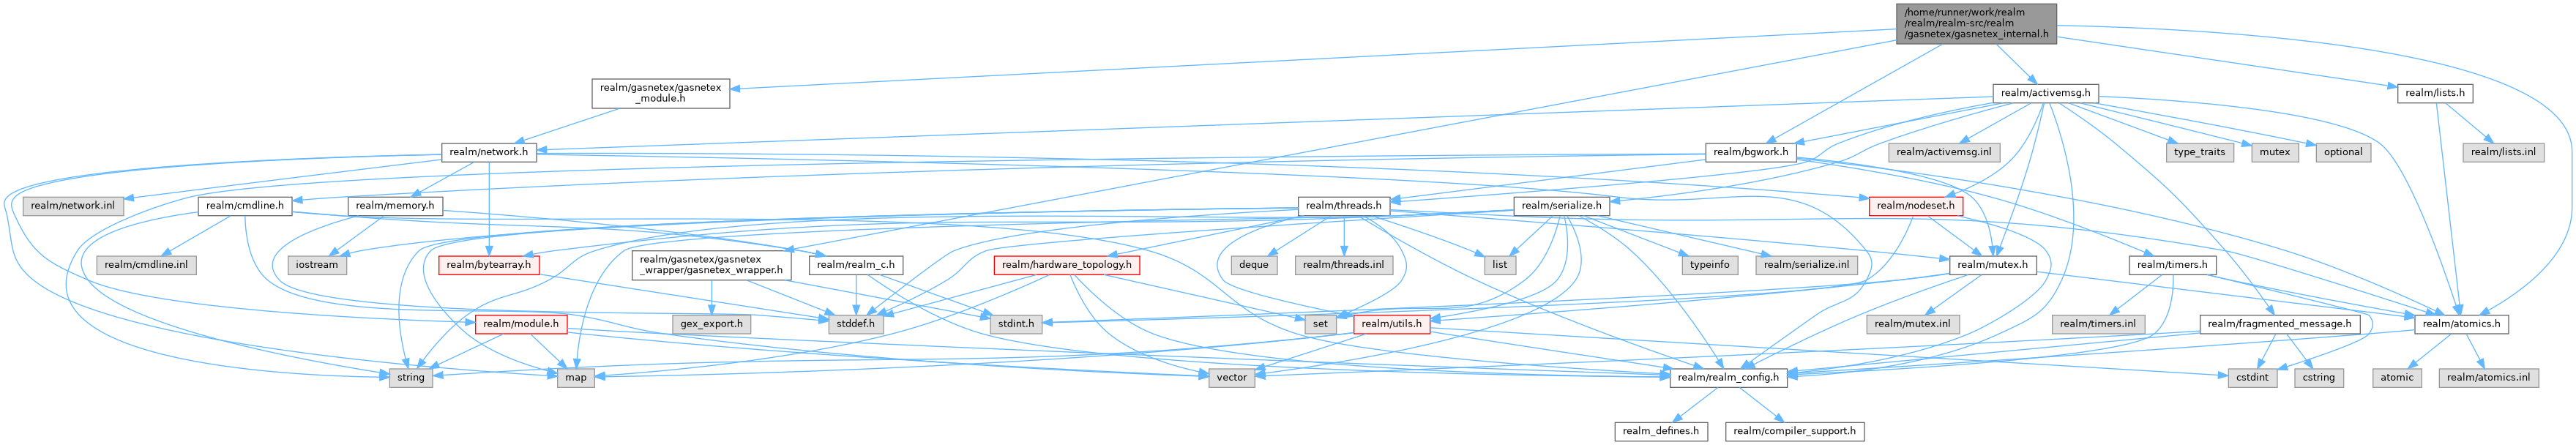 /home/runner/work/realm
/realm/realm-src/realm
/gasnetex/gasnetex_internal.h
realm/gasnetex/gasnetex
_module.h
realm/activemsg.h
realm/lists.h
realm/network.h
realm/bgwork.h
realm/activemsg.inl
type_traits
mutex
optional
realm/lists.inl
realm/network.inl
realm/cmdline.h
realm/memory.h
realm/threads.h
realm/serialize.h
realm/nodeset.h
realm/cmdline.inl
iostream
realm/bytearray.h
realm/gasnetex/gasnetex
_wrapper/gasnetex_wrapper.h
realm/realm_c.h
realm/hardware_topology.h
deque
realm/threads.inl
list
typeinfo
realm/serialize.inl
realm/mutex.h
realm/timers.h
realm/module.h
gex_export.h
stddef.h
stdint.h
set
realm/utils.h
realm/mutex.inl
realm/timers.inl
realm/fragmented_message.h
realm/atomics.h
string
map
vector
realm/realm_config.h
cstdint
cstring
atomic
realm/atomics.inl
realm_defines.h
realm/compiler_support.h